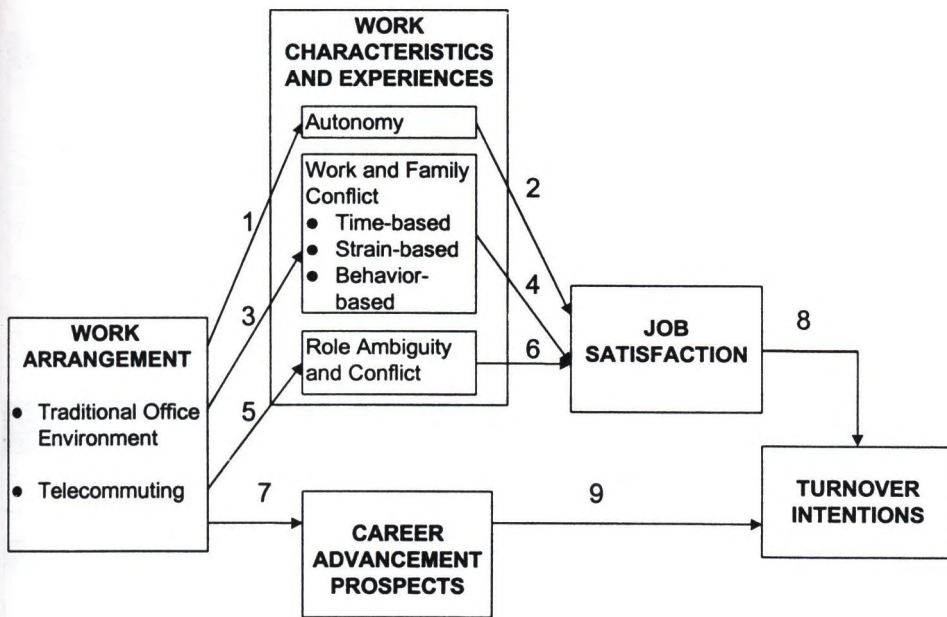 WORK
CHARACTERISTICS
AND EXPERIENCES
Autonomy
Work and Family
Conflict
● Time-based
● Strain-based
● Behavior-
based
Role Ambiguity
and Conflict
1
2
3
4
5
6
WORK
ARRANGEMENT
● Traditional Office
Environment
● Telecommuting
JOB
SATISFACTION
8
7
CAREER
ADVANCEMENT
PROSPECTS
9
TURNOVER
INTENTIONS